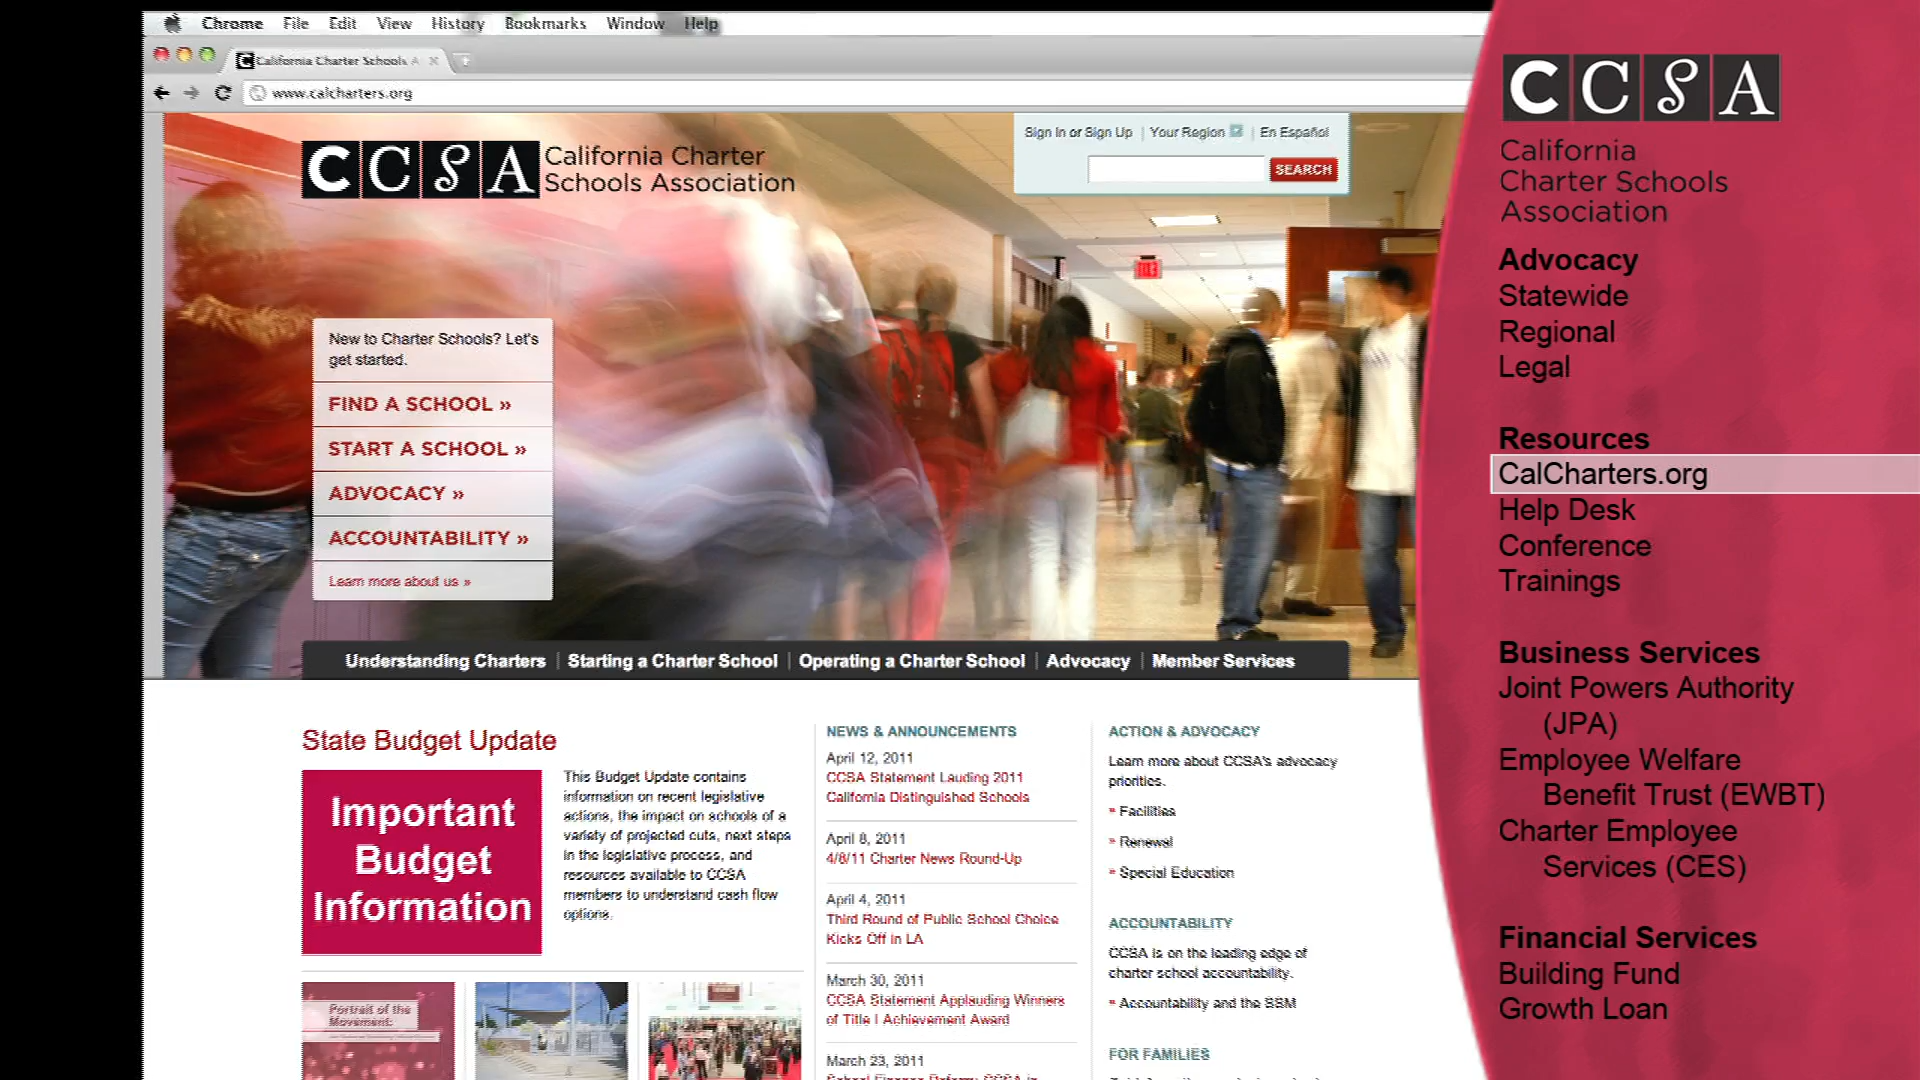 Chrome File Edit View History Bookmarks Window Help
California Charter Schools A
www.calcharters.org
CCSA California Charter
Schools Association
Sign In or Sign Up | Your Region | En Español
SEARCH
New to Charter Schools? Let's
get started.
FIND A SCHOOL »
START A SCHOOL »
ADVOCACY »
ACCOUNTABILITY »
Learn more about us »
Understanding Charters | Starting a Charter School | Operating a Charter School | Advocacy | Member Services
State Budget Update
Important
Budget
Information
This Budget Update contains
information on recent legislative
actions, the impact on schools of a
variety of projected cuts, next steps
in the legislative process, and
resources available to CCSA
members to understand cash flow
options.
Portrait of the
Movement:
NEWS & ANNOUNCEMENTS
April 12, 2011
CCSA Statement Lauding 2011
California Distinguished Schools
April 8, 2011
4/8/11 Charter News Round-Up
April 4, 2011
Third Round of Public School Choice
Kicks Off in LA
March 30, 2011
CCSA Statement Applauding Winners
of Title I Achievement Award
March 23, 2011
School Finance Reform: CCSA in
ACTION & ADVOCACY
Learn more about CCSA's advocacy
priorities.
» Facilities
» Renewal
» Special Education
ACCOUNTABILITY
CCSA is on the leading edge of
charter school accountability.
» Accountability and the SSM
FOR FAMILIES
CCSA
California
Charter Schools
Association
Advocacy
Statewide
Regional
Legal
Resources
CalCharters.org
Help Desk
Conference
Trainings
Business Services
Joint Powers Authority
(JPA)
Employee Welfare
Benefit Trust (EWBT)
Charter Employee
Services (CES)
Financial Services
Building Fund
Growth Loan